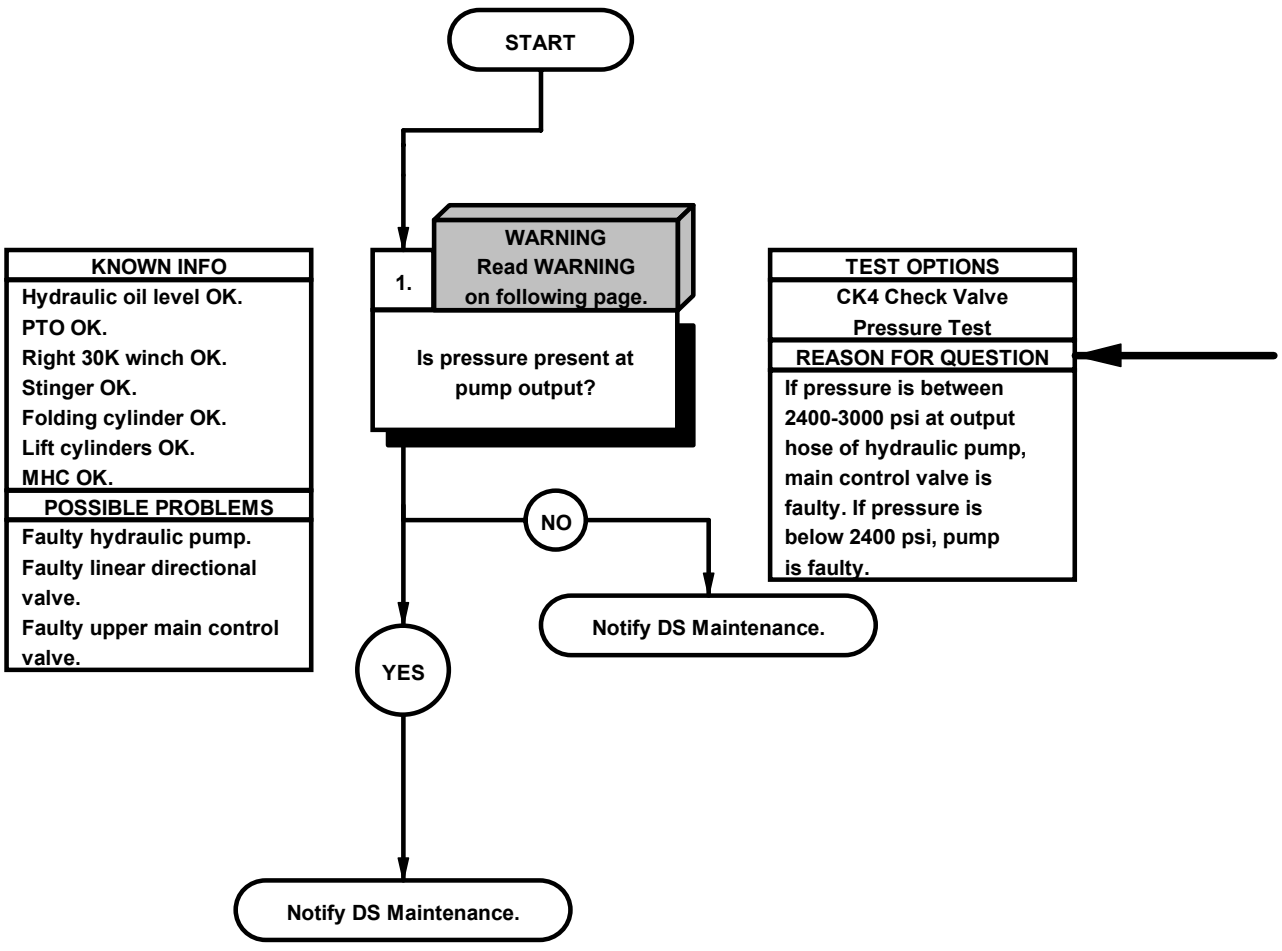 START
KNOWN INFO
Hydraulic oil level OK.
PTO OK.
Right 30K winch OK.
Stinger OK.
Folding cylinder OK.
Lift cylinders OK.
MHC OK.
POSSIBLE PROBLEMS
Faulty hydraulic pump.
Faulty linear directional
valve.
Faulty upper main control
valve.
WARNING
Read WARNING
on following page.
1.
Is pressure present at
pump output?
TEST OPTIONS
CK4 Check Valve
Pressure Test
REASON FOR QUESTION
If pressure is between
2400-3000 psi at output
hose of hydraulic pump,
main control valve is
faulty. If pressure is
below 2400 psi, pump
is faulty.
NO
Notify DS Maintenance.
YES
Notify DS Maintenance.